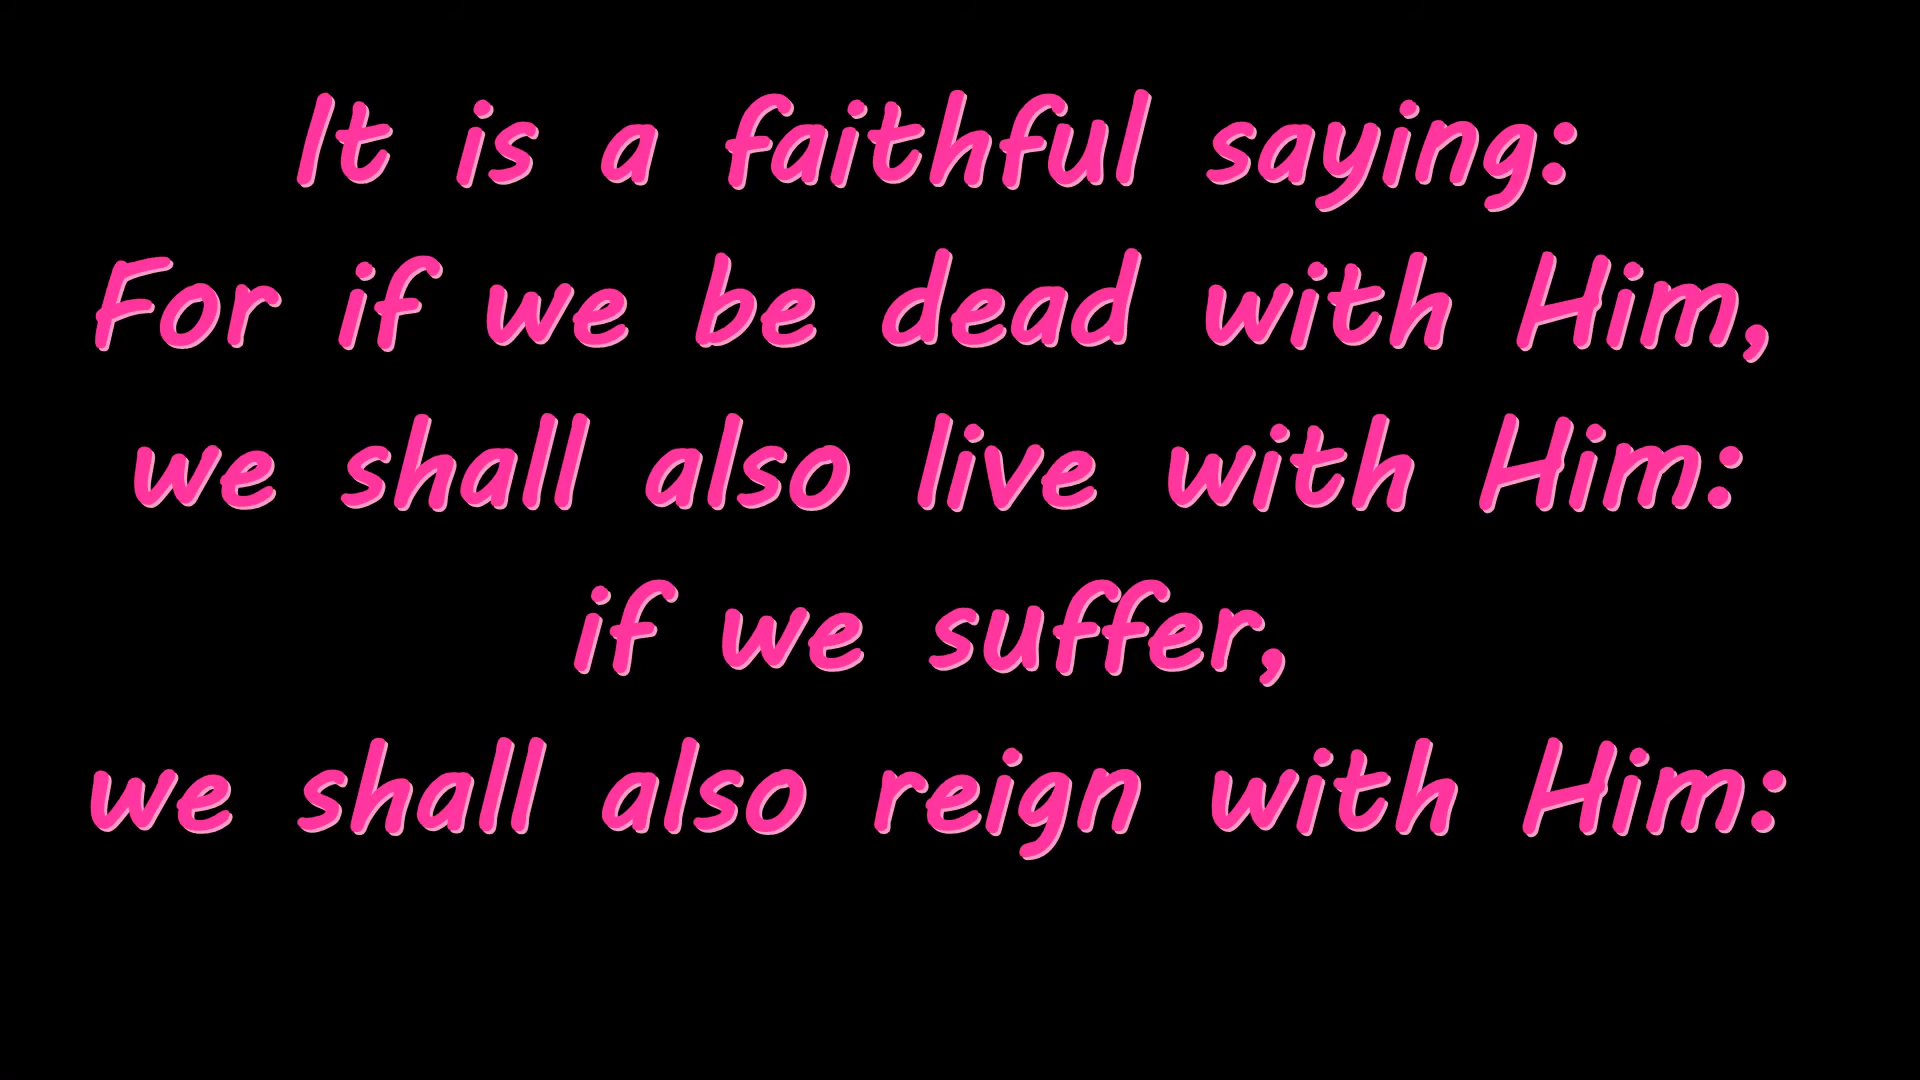 It is a faithful saying:
For if we be dead with Him,
we shall also live with Him:
if we suffer,
we shall also reign with Him: